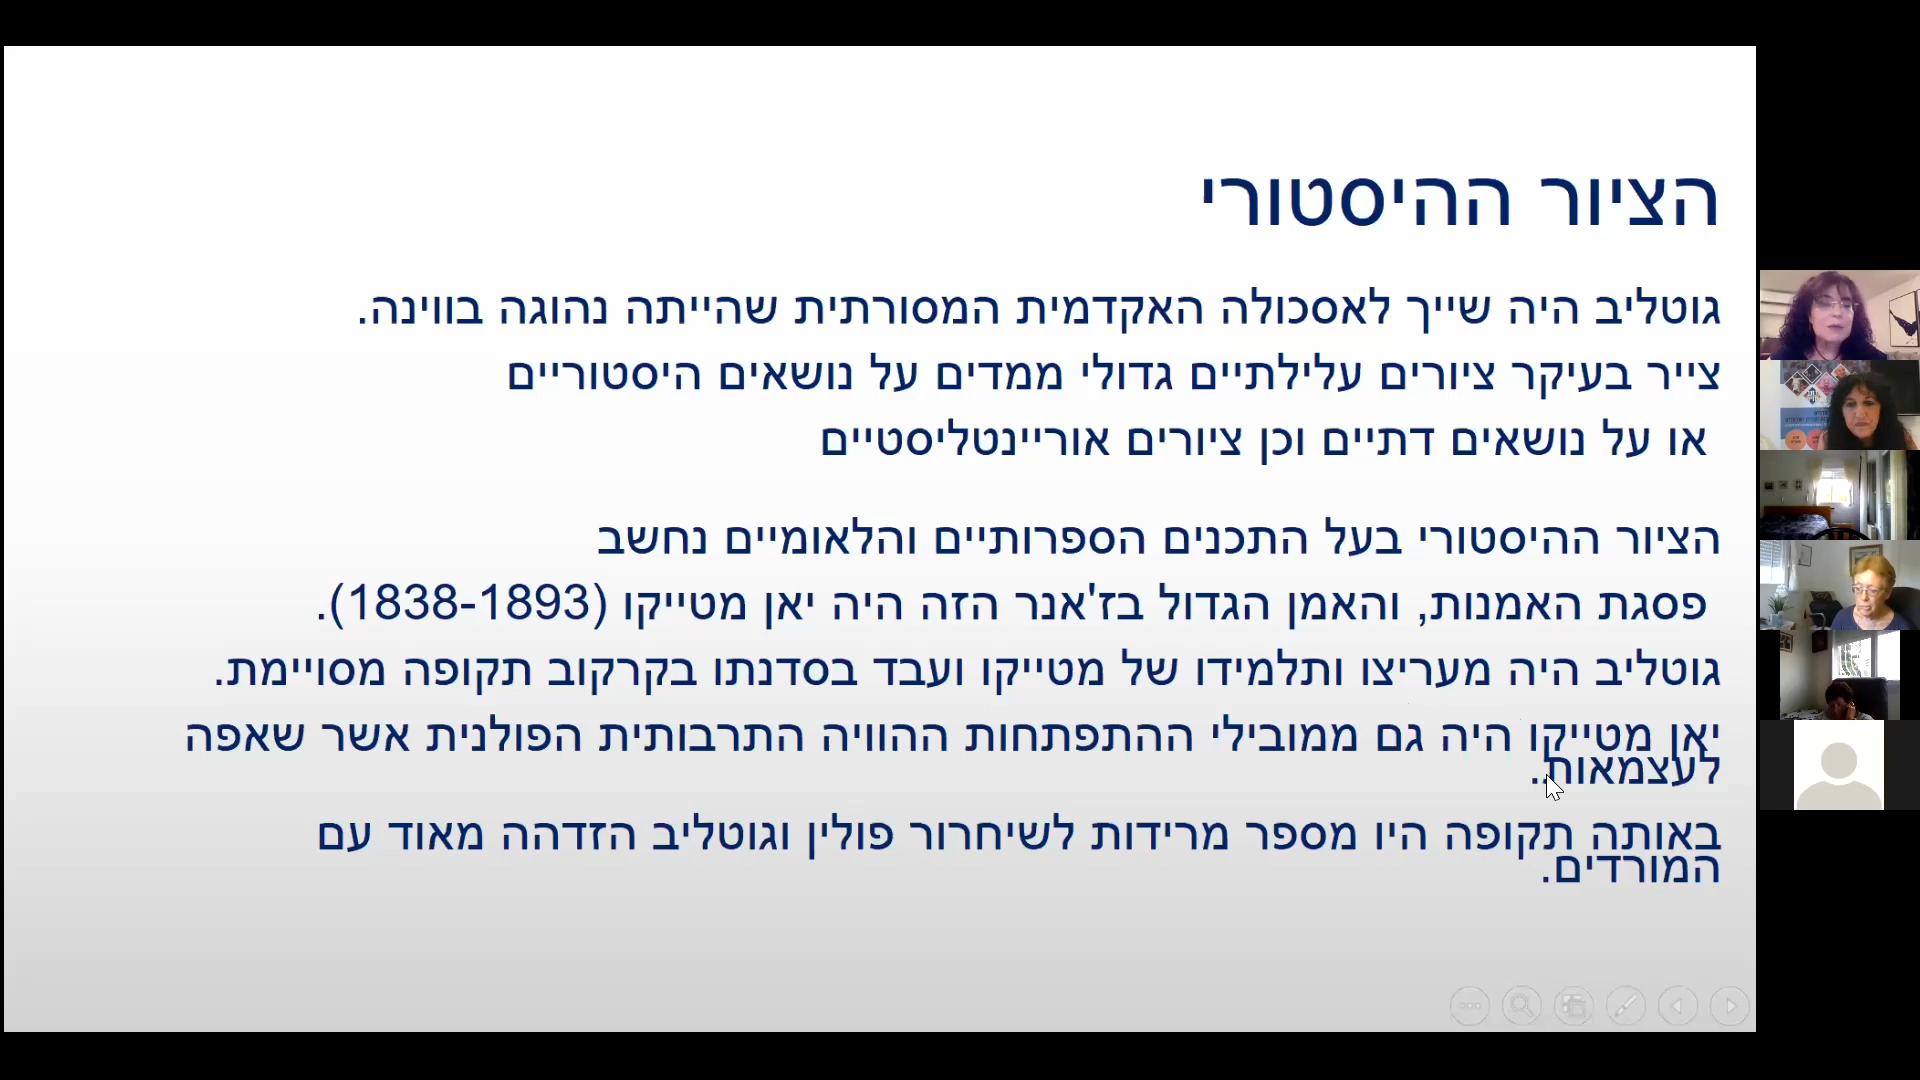 הציור ההיסטורי
גוטליב היה שייך לאסכולה האקדמית המסורתית שהייתה נהוגה בווינה.
צייר בעיקר ציורים עלילתיים גדולי ממדים על נושאים היסטוריים
או על נושאים דתיים וכן ציורים אוריינטליסטיים
הציור ההיסטורי בעל התכנים הספרותיים והלאומיים נחשב
פסגת האמנות, והאמן הגדול בז'אנר הזה היה יאן מטייקו (1838-1893).
גוטליב היה מעריצו ותלמידו של מטייקו ועבד בסדנתו בקרקוב תקופה מסויימת.
יאן מטייקו היה גם ממובילי ההתפתחות ההוויה התרבותית הפולנית אשר שאפה
לעצמאות.
באותה תקופה היו מספר מרידות לשיחרור פולין וגוטליב הזדהה מאוד עם
המורדים.